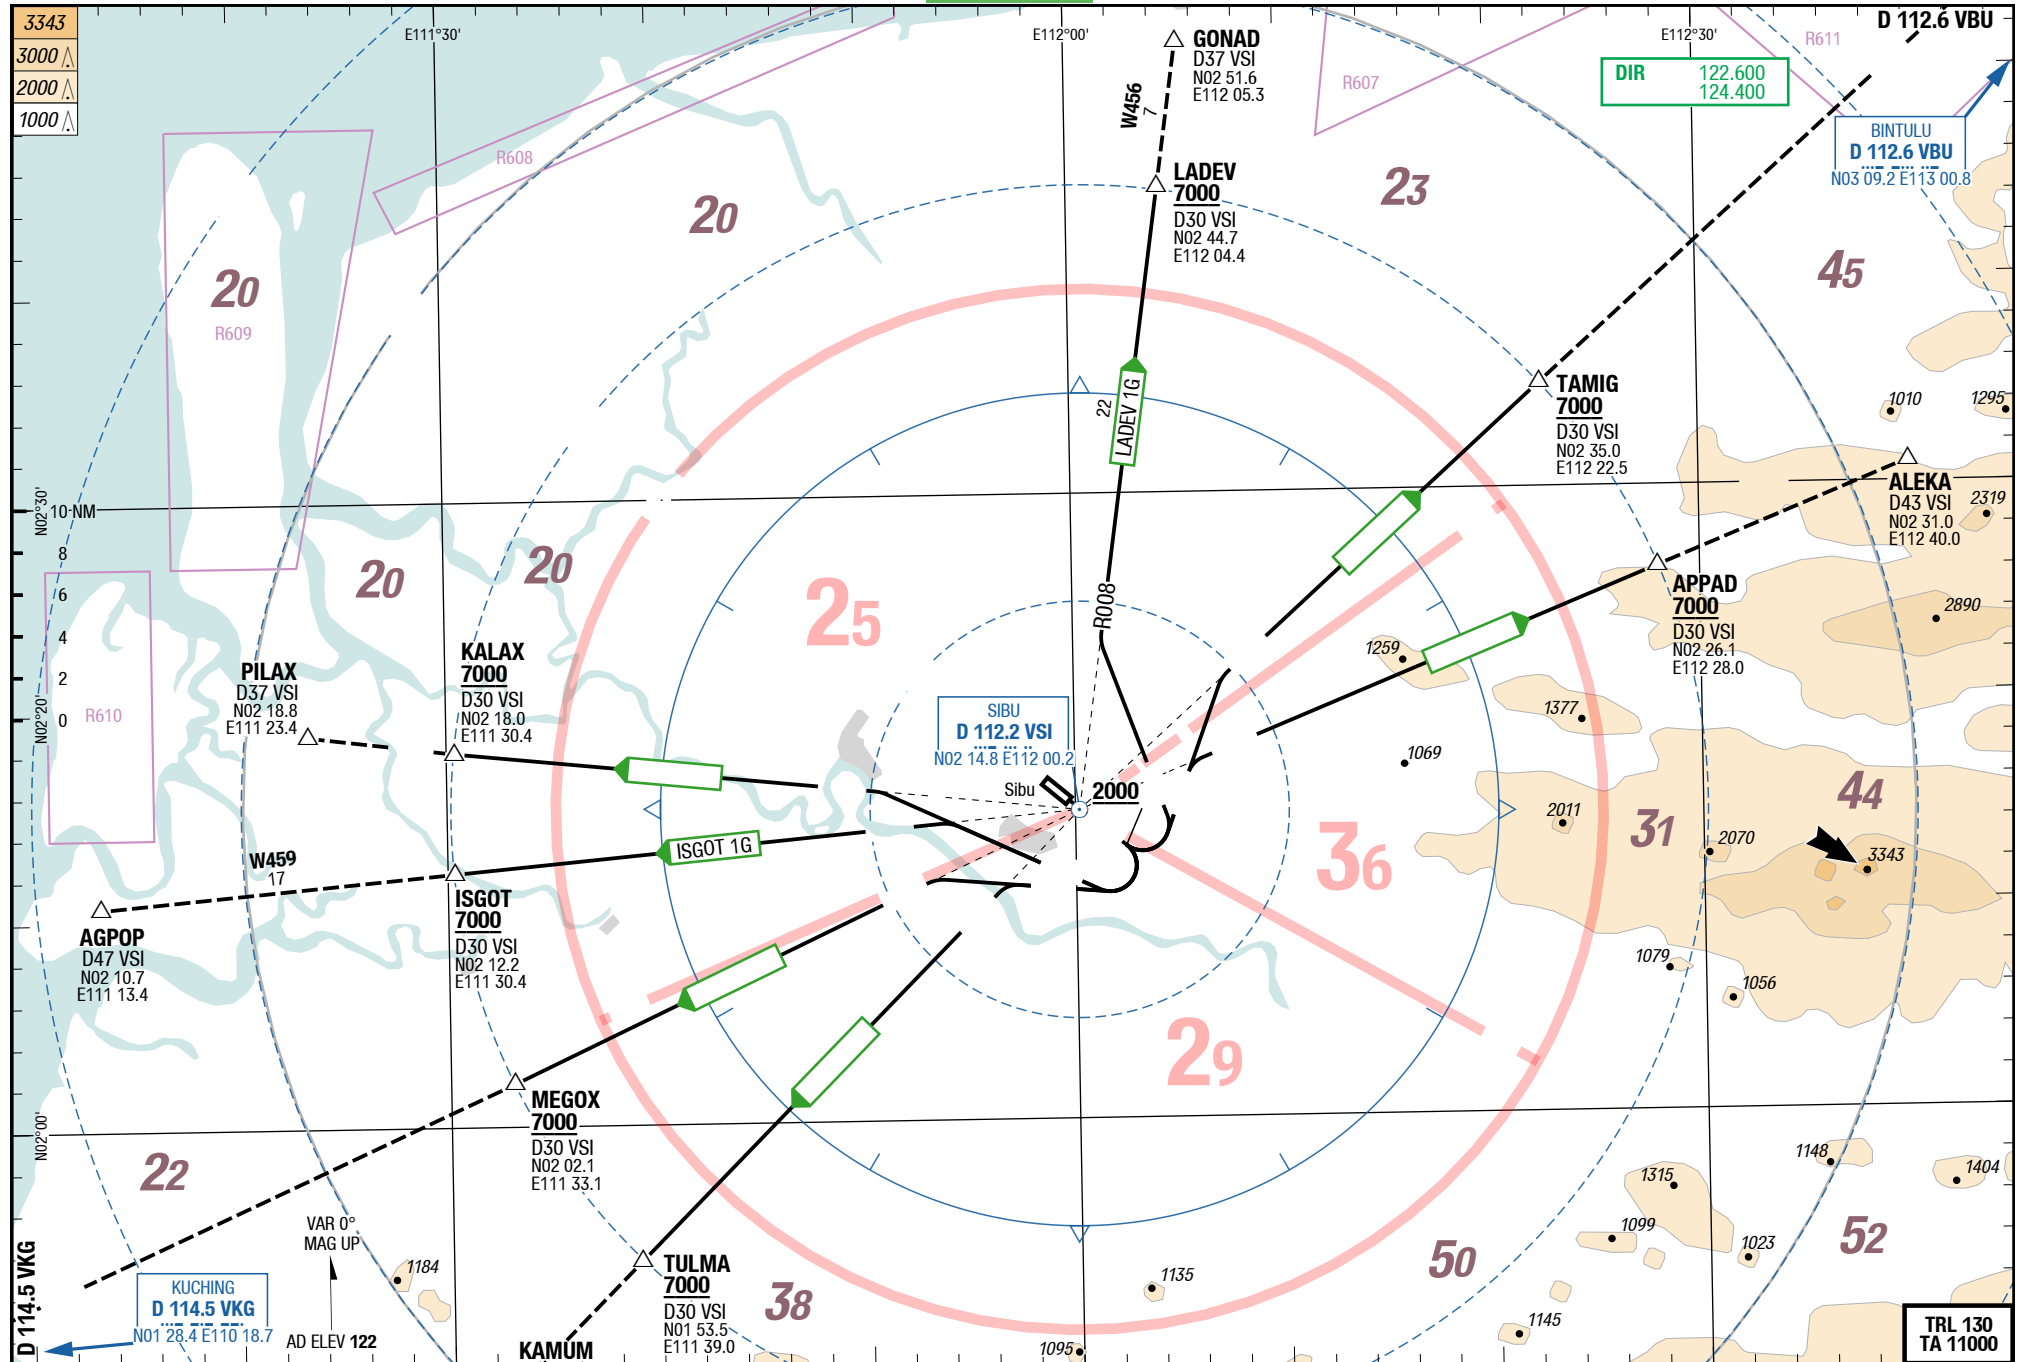 3343
3000
2000
1000
E111°30'
E112°00'
E112°30'
GONAD
D37 VSI
N02 51.6
E112 05.3
W456
7
R607
R611
D 112.6 VBU
DIR 122.600
124.400
BINTULU
D 112.6 VBU
N03 09.2 E113 00.8
R608
20
LADEV
7000
D30 VSI
N02 44.7
E112 04.4
23
45
20
R609
22
LADEV 1G
TAMIG
7000
D30 VSI
N02 35.0
E112 22.5
1010
1295
ALEKA
D43 VSI
N02 31.0
E112 40.0
2319
N02°30'
10 NM
8
6
4
2
0
N02°20'
20
20
25
R008
APPAD
7000
D30 VSI
N02 26.1
E112 28.0
2890
1259
1377
1069
PILAX
D37 VSI
N02 18.8
E111 23.4
KALAX
7000
D30 VSI
N02 18.0
E111 30.4
R610
SIBU
D 112.2 VSI
N02 14.8 E112 00.2
Sibu
2000
44
2011
31
2070
3343
36
W459
17
ISGOT 1G
ISGOT
7000
D30 VSI
N02 12.2
E111 30.4
AGPOP
D47 VSI
N02 10.7
E111 13.4
1079
1056
29
MEGOX
7000
D30 VSI
N02 02.1
E111 33.1
N02°00'
22
1148
1404
1315
1099
1023
52
50
VAR 0°
MAG UP
1184
TULMA
7000
D30 VSI
N01 53.5
E111 39.0
38
1135
1145
1095
KAMUM
D 114.5 VKG
KUCHING
D 114.5 VKG
N01 28.4 E110 18.7
AD ELEV 122
TRL 130
TA 11000